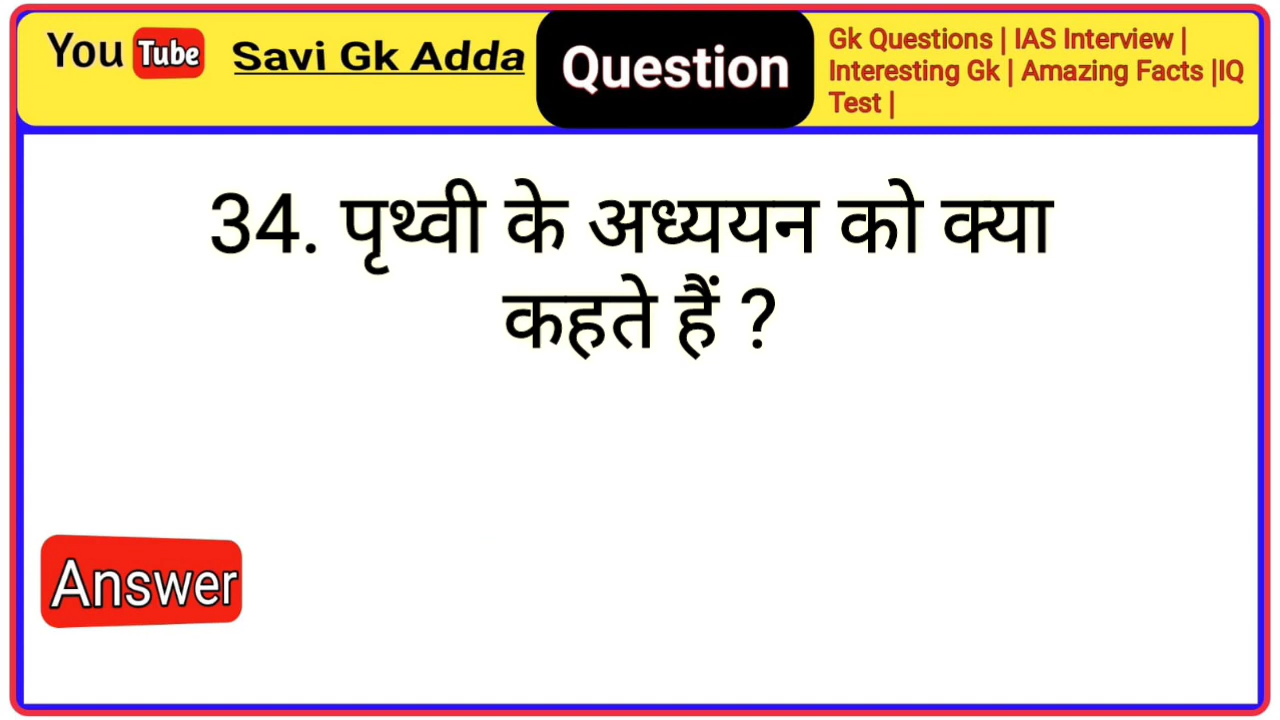 You Tube Savi Gk Adda Question Gk Questions | IAS Interview |
Interesting Gk | Amazing Facts |IQ
Test |
34. पृथ्वी के अध्ययन को क्या
कहते हैं ?
Answer